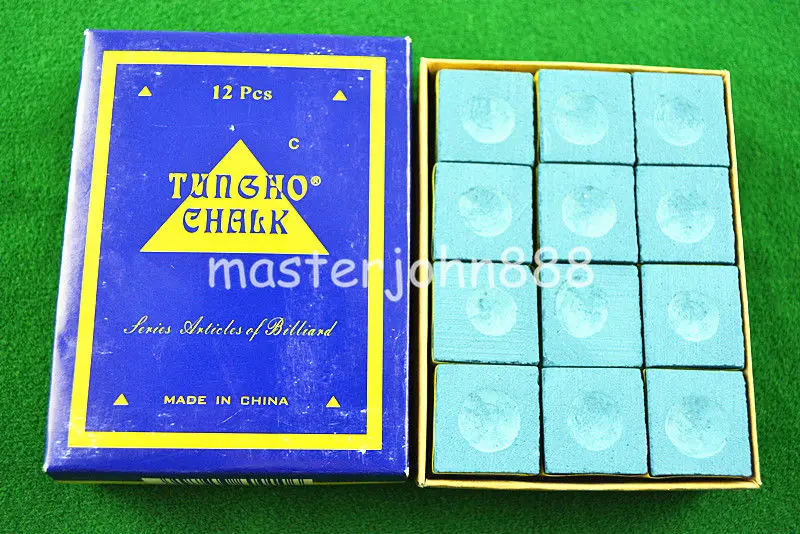 12 Pcs
C
TUNGHO®
CHALK
masterjohn888
Series Articles of Billiard
MADE IN CHINA